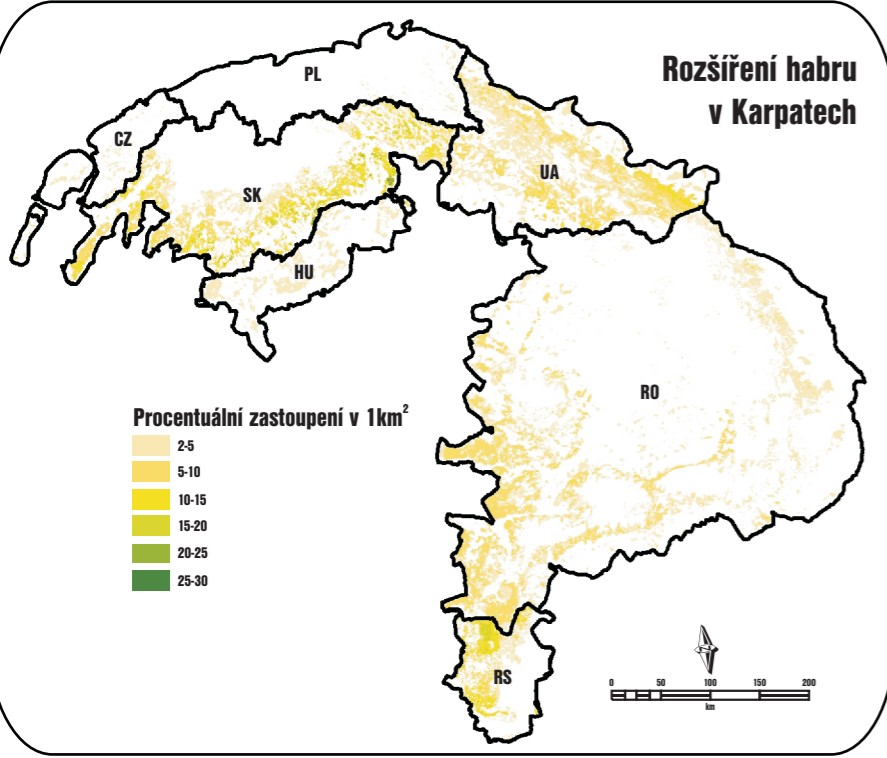 Rozšíření habru
v Karpatech
PL
CZ
SK
UA
HU
RO
RS
Procentuální zastoupení v 1km²
2-5
5-10
10-15
15-20
20-25
25-30
0 50 100 150 200
km